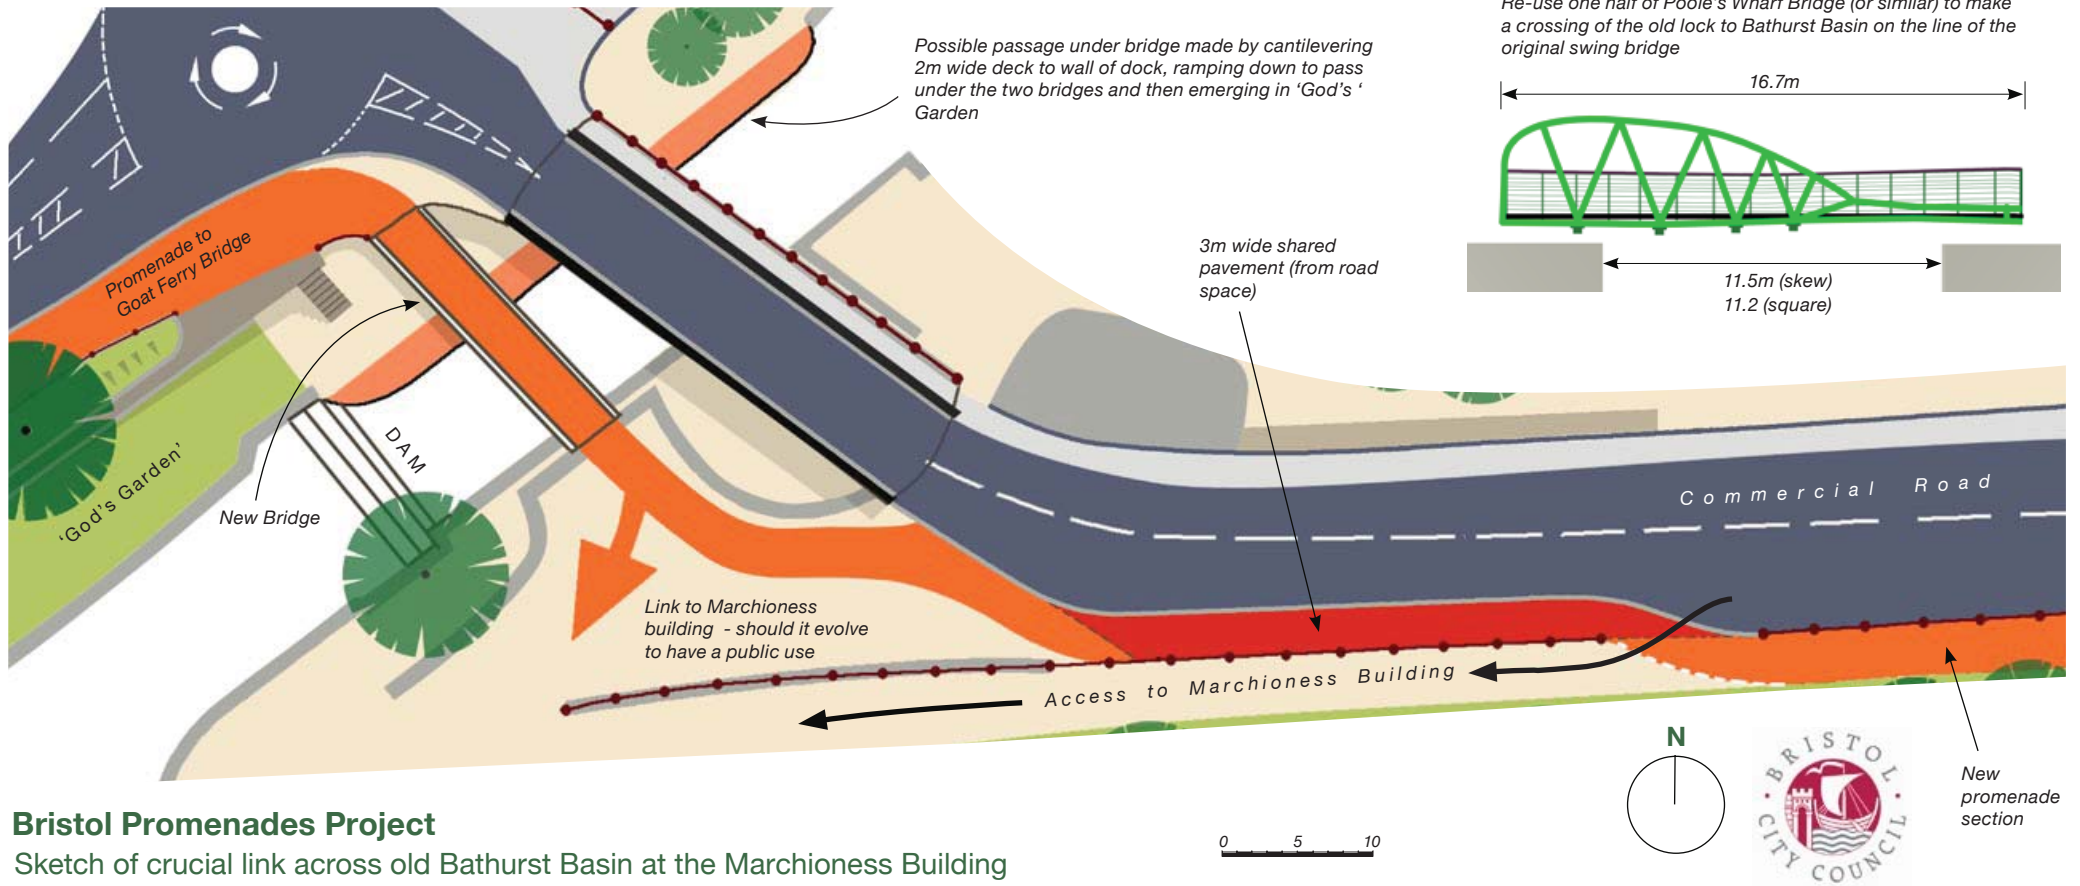 Re-use one half of Poole's Wharf Bridge (or similar) to make
a crossing of the old lock to Bathurst Basin on the line of the
original swing bridge
16.7m
11.5m (skew)
11.2 (square)
Possible passage under bridge made by cantilevering
2m wide deck to wall of dock, ramping down to pass
under the two bridges and then emerging in ‘God's ‘
Garden
3m wide shared
pavement (from road
space)
Promenade to
Goat Ferry Bridge
DAM
‘God's Garden’
New Bridge
Commercial Road
Link to Marchioness
building - should it evolve
to have a public use
Access to Marchioness Building
New
promenade
section
N
BRISTOL
CITY COUNCIL
0 5 10
Bristol Promenades Project
Sketch of crucial link across old Bathurst Basin at the Marchioness Building